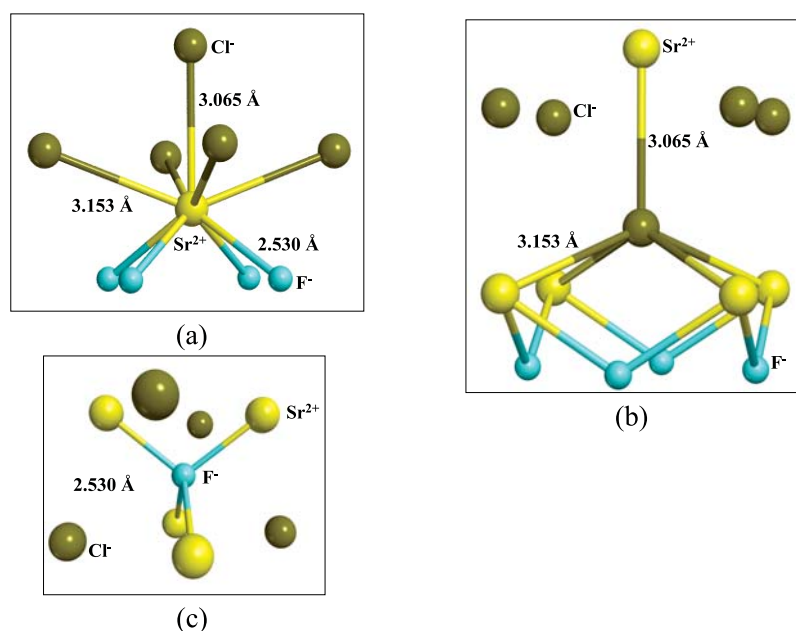 Cl⁻
3.065 Å
3.153 Å
Sr²⁺
2.530 Å
F⁻
(a)
Sr²⁺
Cl⁻
3.065 Å
3.153 Å
F⁻
(b)
Sr²⁺
F⁻
2.530 Å
Cl⁻
(c)